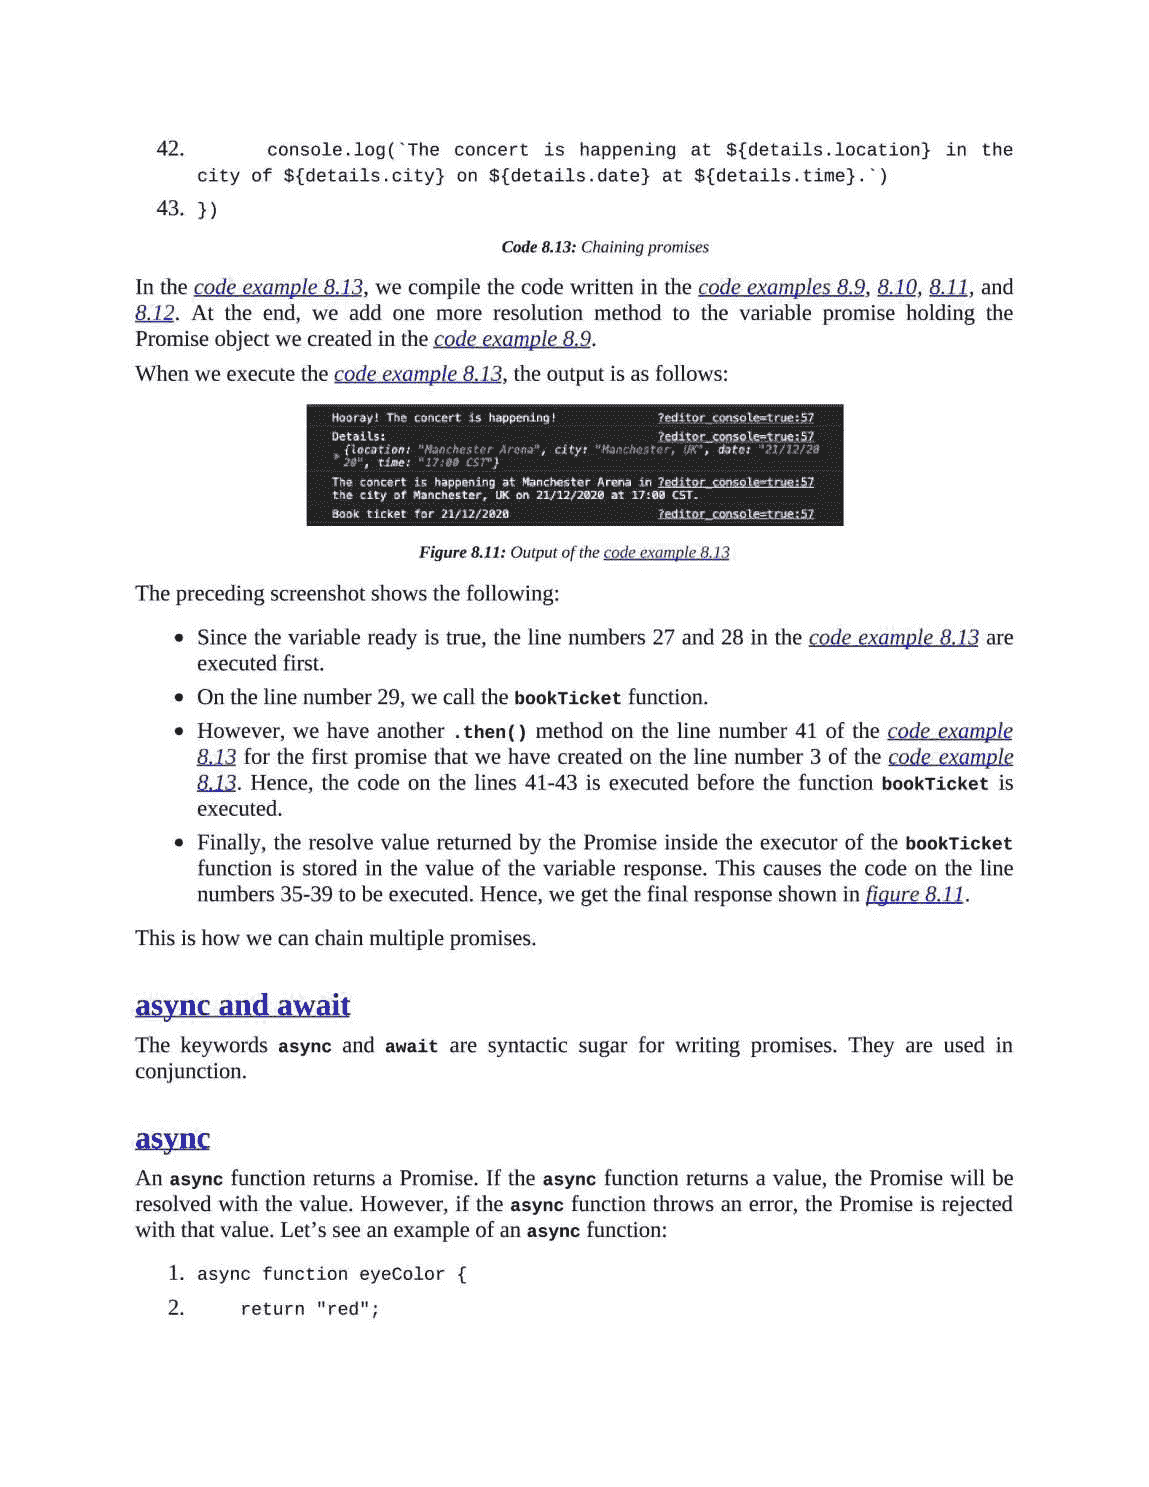 42. console.log(`The concert is happening at ${details.location} in the
city of ${details.city} on ${details.date} at ${details.time}.`)
43. })
Code 8.13: Chaining promises
In the code example 8.13, we compile the code written in the code examples 8.9, 8.10, 8.11, and
8.12. At the end, we add one more resolution method to the variable promise holding the
Promise object we created in the code example 8.9.
When we execute the code example 8.13, the output is as follows:
Hooray! The concert is happening! ?editor_console=true:57
Details: ?editor_console=true:57
{location: "Manchester Arena", city: "Manchester, UK", date: "21/12/20
20", time: "17:00 CST"}
The concert is happening at Manchester Arena in ?editor_console=true:57
the city of Manchester, UK on 21/12/2020 at 17:00 CST.
Book ticket for 21/12/2020 ?editor_console=true:57
Figure 8.11: Output of the code example 8.13
The preceding screenshot shows the following:
• Since the variable ready is true, the line numbers 27 and 28 in the code example 8.13 are
executed first.
• On the line number 29, we call the bookTicket function.
• However, we have another .then() method on the line number 41 of the code example
8.13 for the first promise that we have created on the line number 3 of the code example
8.13. Hence, the code on the lines 41-43 is executed before the function bookTicket is
executed.
• Finally, the resolve value returned by the Promise inside the executor of the bookTicket
function is stored in the value of the variable response. This causes the code on the line
numbers 35-39 to be executed. Hence, we get the final response shown in figure 8.11.
This is how we can chain multiple promises.
async and await
The keywords async and await are syntactic sugar for writing promises. They are used in
conjunction.
async
An async function returns a Promise. If the async function returns a value, the Promise will be
resolved with the value. However, if the async function throws an error, the Promise is rejected
with that value. Let’s see an example of an async function:
1. async function eyeColor {
2. return "red";